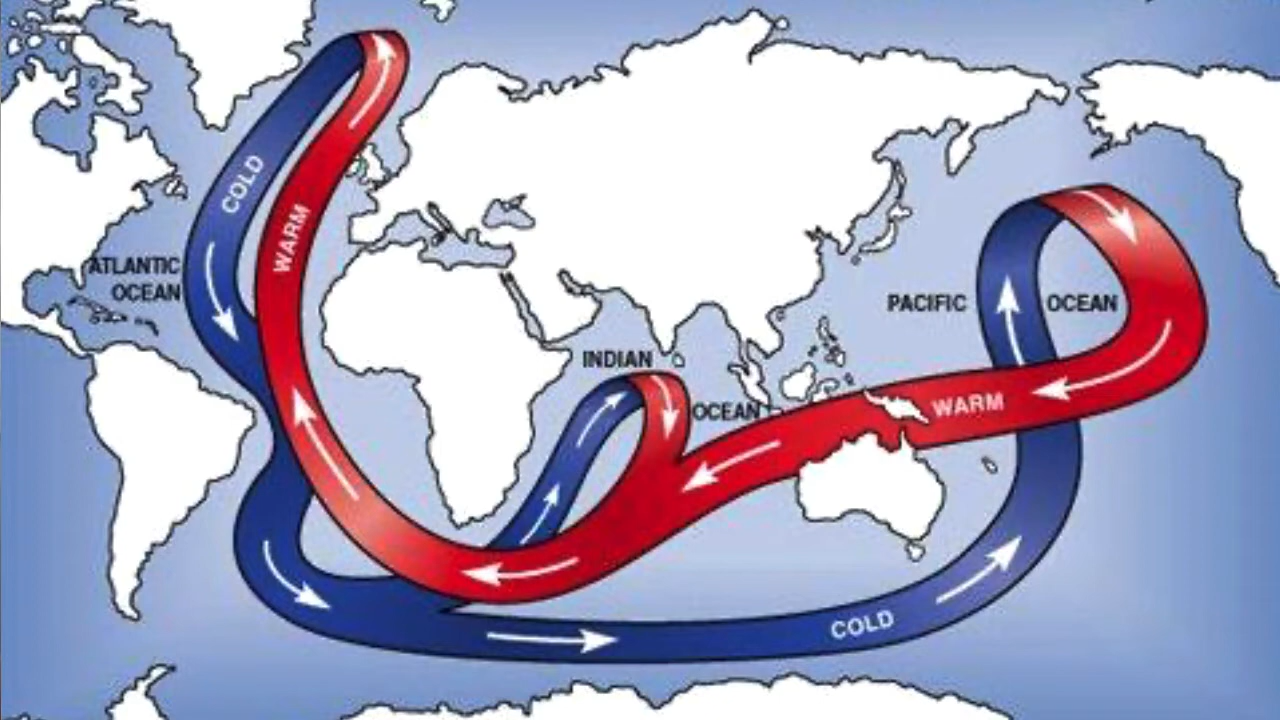 COLD
WARM
ATLANTIC
OCEAN
PACIFIC
OCEAN
INDIAN
OCEAN
WARM
COLD